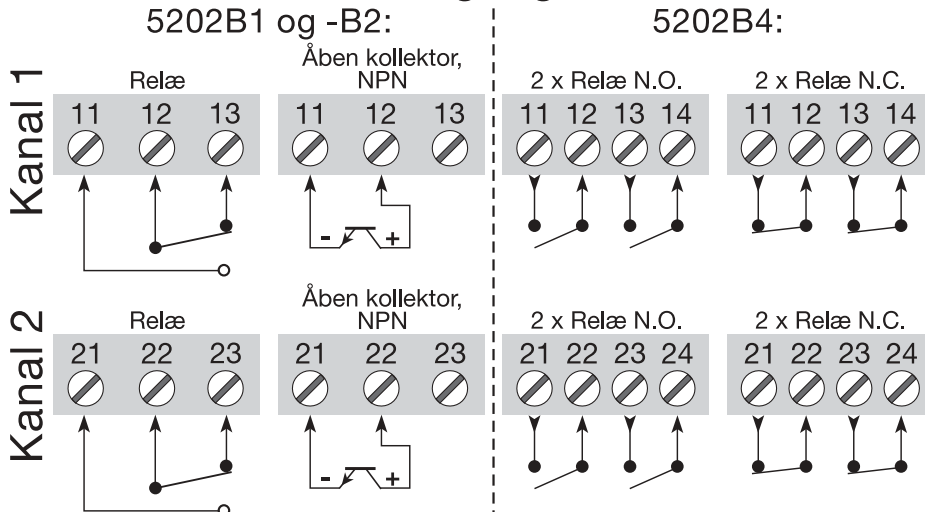 5202B1 og -B2:
5202B4:
Kanal 1
Relæ
11 12 13
Åben kollektor,
NPN
11 12 13
- +
2 x Relæ N.O.
11 12 13 14
2 x Relæ N.C.
11 12 13 14
Kanal 2
Relæ
21 22 23
Åben kollektor,
NPN
21 22 23
- +
2 x Relæ N.O.
21 22 23 24
2 x Relæ N.C.
21 22 23 24